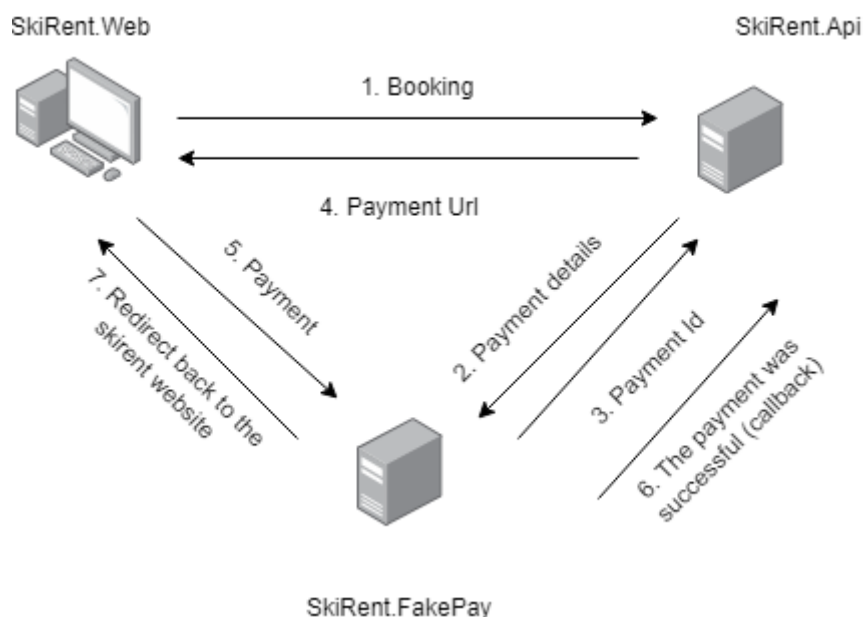 SkiRent.Web
SkiRent.Api
1. Booking
4. Payment Url
5. Payment
7. Redirect back to the
skirent website
2. Payment details
3. Payment Id
6. The payment was
successful (callback)
SkiRent.FakePay